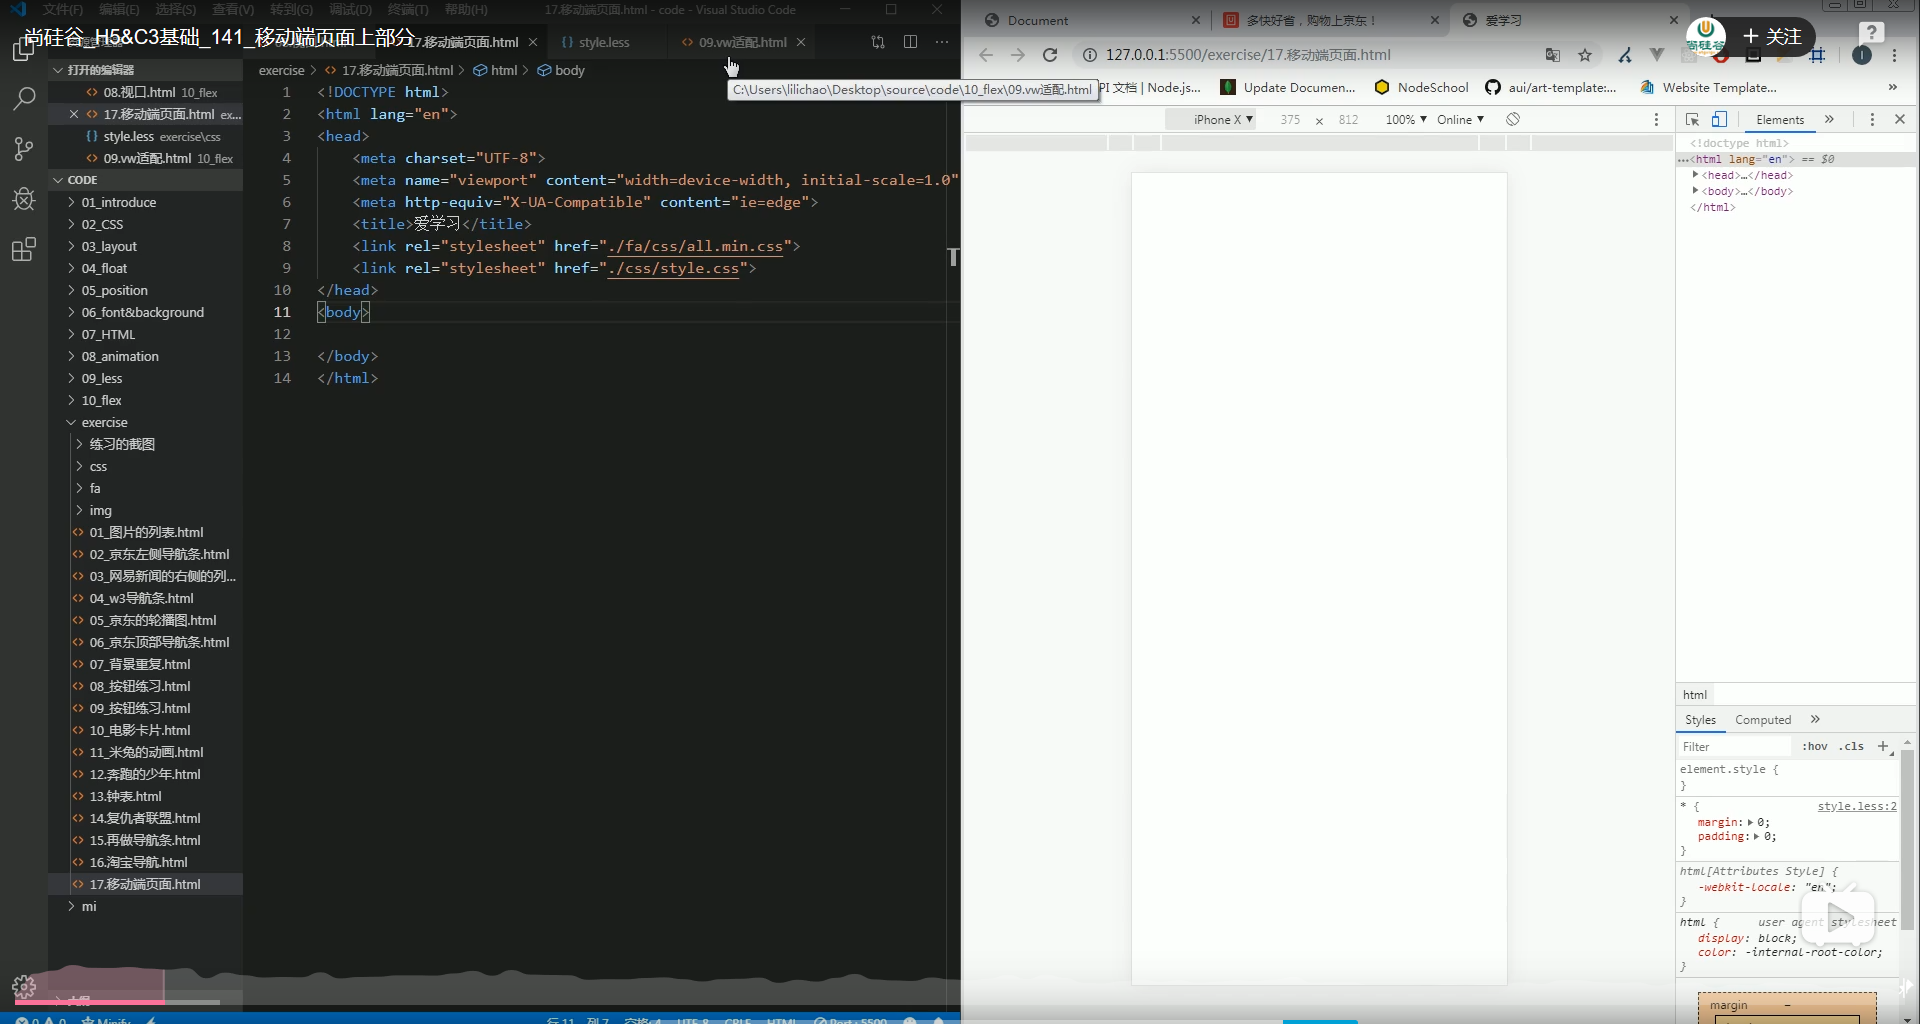 文件(F) 编辑(E) 选择(S) 查看(V) 转到(G) 调试(D) 终端(T) 帮助(H) 17.移动端页面.html - code - Visual Studio Code
尚硅谷_H5&C3基础_141_移动端页面上部分
17.移动端页面.html × {} style.less <> 09.vw适配.html ×
打开的编辑器
<> 08.视口.html 10_flex
× <> 17.移动端页面.html ex...
{} style.less exercise\css
<> 09.vw适配.html 10_flex
CODE
> 01_introduce
> 02_CSS
> 03_layout
> 04_float
> 05_position
> 06_font&background
> 07_HTML
> 08_animation
> 09_less
> 10_flex
exercise
> 练习的截图
> css
> fa
> img
<> 01_图片的列表.html
<> 02_京东左侧导航条.html
<> 03_网易新闻的右侧的列...
<> 04_w3导航条.html
<> 05_京东的轮播图.html
<> 06_京东顶部导航条.html
<> 07_背景重复.html
<> 08_按钮练习.html
<> 09_按钮练习.html
<> 10_电影卡片.html
<> 11_米兔的动画.html
<> 12.奔跑的少年.html
<> 13.钟表.html
<> 14.复仇者联盟.html
<> 15.再做导航条.html
<> 16.淘宝导航.html
<> 17.移动端页面.html
> mi
exercise > <> 17.移动端页面.html > html > body
C:\Users\lilichao\Desktop\source\code\10_flex\09.vw适配.html
1 <!DOCTYPE html>
2 <html lang="en">
3 <head>
4 <meta charset="UTF-8">
5 <meta name="viewport" content="width=device-width, initial-scale=1.0"
6 <meta http-equiv="X-UA-Compatible" content="ie=edge">
7 <title>爱学习</title>
8 <link rel="stylesheet" href="./fa/css/all.min.css">
9 <link rel="stylesheet" href="./css/style.css">
10 </head>
11 <body>
12
13 </body>
14 </html>
0 0 Minify 行 11, 列 7 空格: 4 UTF-8 CRLF HTML Port : 5500
Document × 多快好省，购物上京东！ × 爱学习 ×
尚硅谷 + 关注 ?
127.0.0.1:5500/exercise/17.移动端页面.html
PI 文档 | Node.js... Update Documen... NodeSchool aui/art-template:... Website Template... »
iPhone X ▼ 375 × 812 100% ▼ Online ▼
Elements » ×
<!doctype html>
...<html lang="en"> == $0
▶<head>…</head>
▶<body>…</body>
</html>
html
Styles Computed »
Filter :hov .cls +
element.style {
}
* { style.less:2
margin:▶0;
padding:▶0;
}
html[Attributes Style] {
-webkit-locale: "en";
}
html { user agent stylesheet
display: block;
color: -internal-root-color;
}
margin –